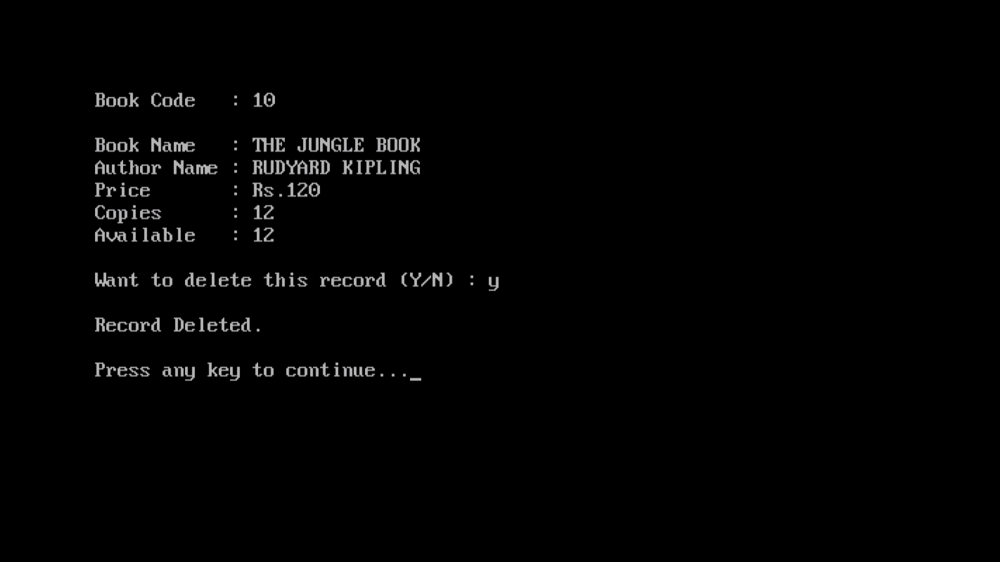 Book Code   : 10
Book Name   : THE JUNGLE BOOK
Author Name : RUDYARD KIPLING
Price       : Rs.120
Copies      : 12
Available   : 12
Want to delete this record (Y/N) : y
Record Deleted.
Press any key to continue..._